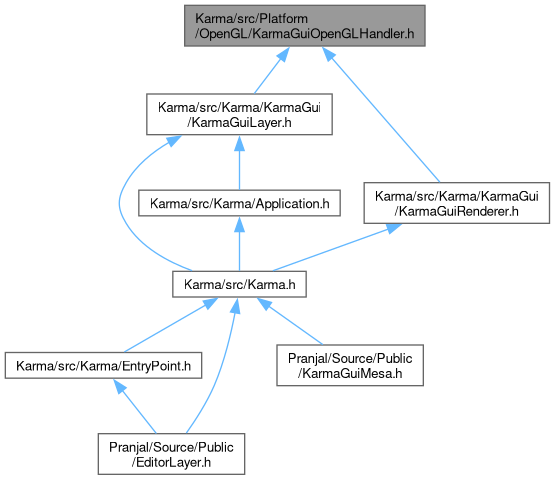 Karma/src/Platform
/OpenGL/KarmaGuiOpenGLHandler.h
Karma/src/Karma/KarmaGui
/KarmaGuiLayer.h
Karma/src/Karma/Application.h
Karma/src/Karma/KarmaGui
/KarmaGuiRenderer.h
Karma/src/Karma.h
Karma/src/Karma/EntryPoint.h
Pranjal/Source/Public
/KarmaGuiMesa.h
Pranjal/Source/Public
/EditorLayer.h